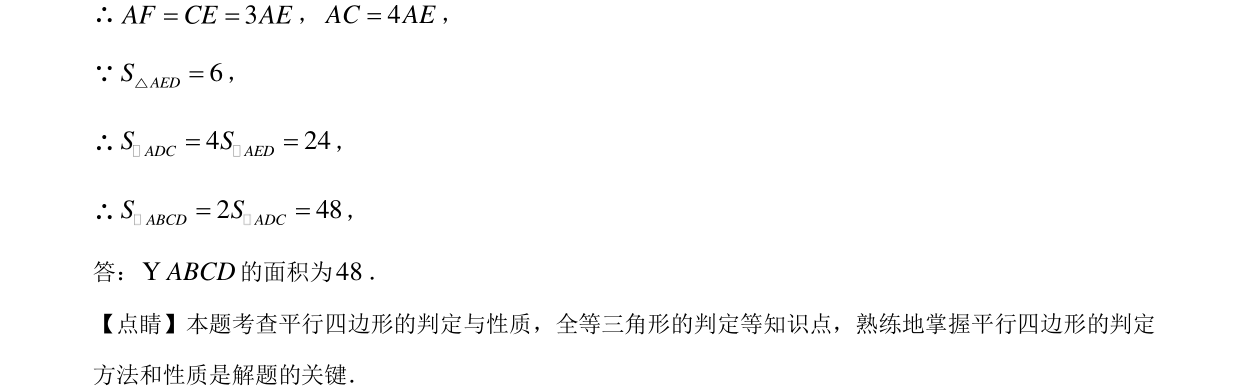 ∴ AF = CE = 3AE，AC = 4AE，
∵ S△AED = 6，
∴ S▯ADC = 4S▯AED = 24，
∴ S▯ABCD = 2S▯ADC = 48，
答：Y ABCD 的面积为48．
【点睛】本题考查平行四边形的判定与性质，全等三角形的判定等知识点，熟练地掌握平行四边形的判定
方法和性质是解题的关键．